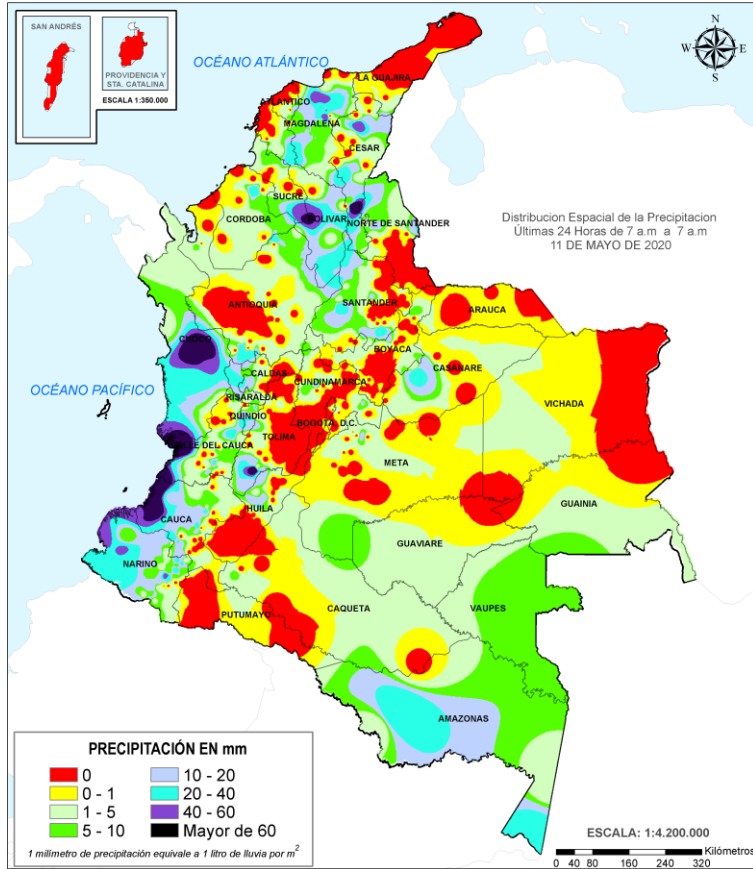 SAN ANDRÉS
PROVIDENCIA Y
STA. CATALINA
ESCALA 1:350.000
OCÉANO ATLÁNTICO
N
W
E
S
LA GUAJIRA
ATLANTICO
MAGDALENA
CESAR
SUCRE
CORDOBA
BOLIVAR
NORTE DE SANTANDER
Distribucion Espacial de la Precipitacion
Últimas 24 Horas de 7 a.m a 7 a.m
11 DE MAYO DE 2020
ANTIOQUIA
SANTANDER
ARAUCA
CHOCO
BOYACA
CASANARE
CALDAS
CUNDINAMARCA
OCÉANO PACÍFICO
RISARALDA
VICHADA
QUINDIO
BOGOTA, D.C.
TOLIMA
VALLE DEL CAUCA
META
GUAINIA
HUILA
CAUCA
GUAVIARE
NARIÑO
PUTUMAYO
CAQUETA
VAUPES
AMAZONAS
PRECIPITACIÓN EN mm
0
0 - 1
1 - 5
5 - 10
10 - 20
20 - 40
40 - 60
Mayor de 60
1 milímetro de precipitación equivale a 1 litro de lluvia por m²
ESCALA: 1:4.200.000
Kilómetros
0 40 80 160 240 320